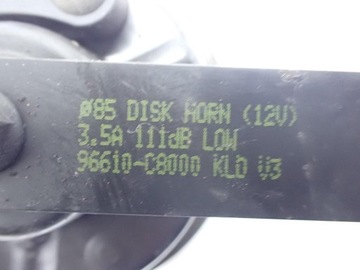 Ø85 DISK HORN (12V)
3.5A 111dB LOW
96610-C8000 KLD V3